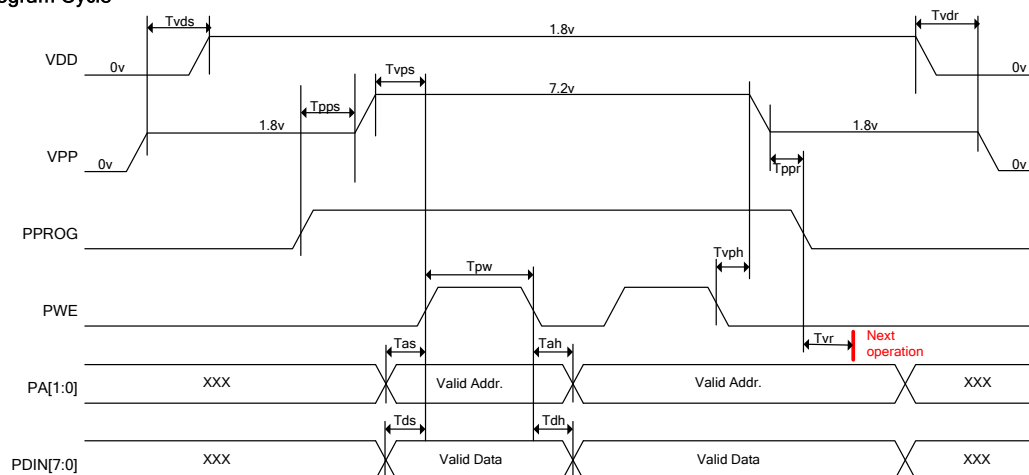 Tvds
Tvdr
VDD
0v
1.8v
0v
Tvps
Tpps
7.2v
VPP
0v
1.8v
1.8v
0v
Tppr
PPROG
Tvph
Tpw
PWE
Tvr
Next
operation
Tas
Tah
PA[1:0]
XXX
Valid Addr.
Valid Addr.
XXX
Tds
Tdh
PDIN[7:0]
XXX
Valid Data
Valid Data
XXX